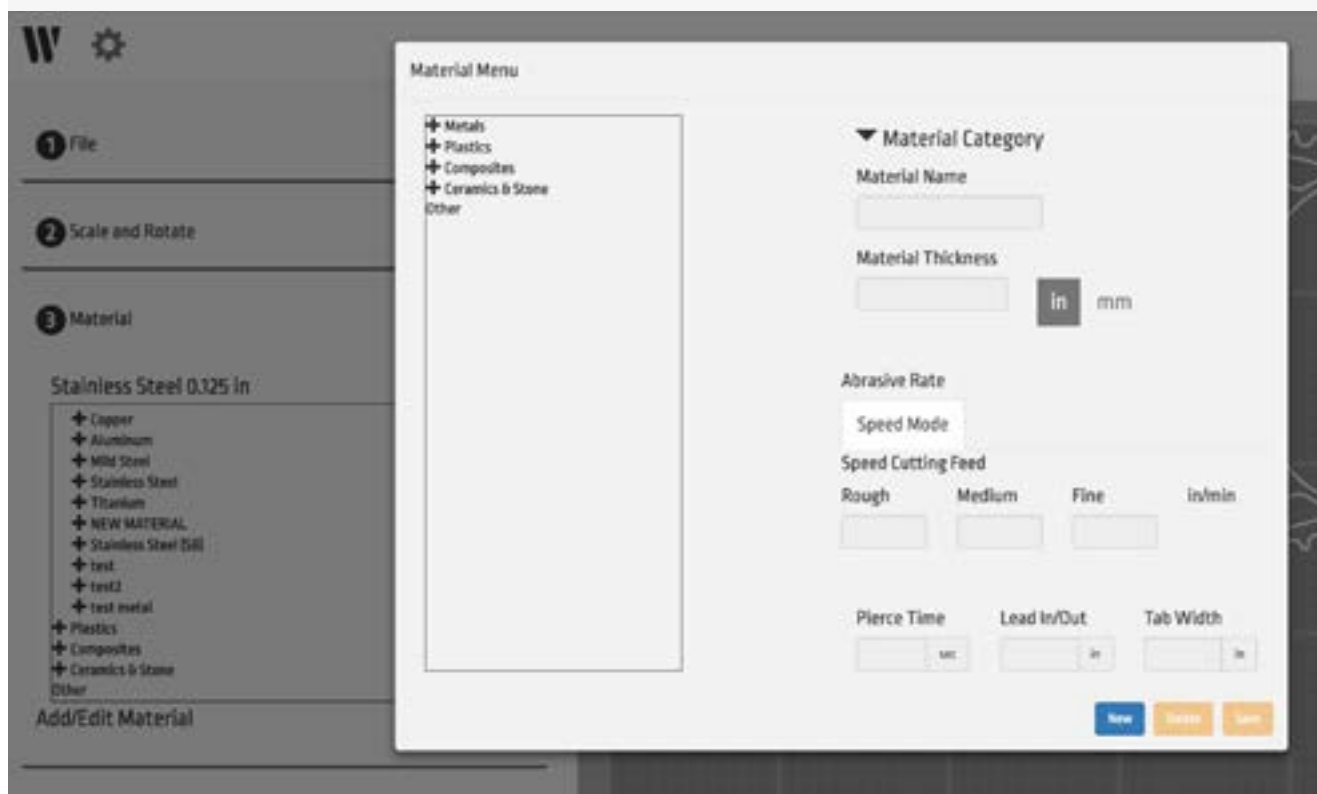 W
1 File
2 Scale and Rotate
3 Material
Stainless Steel 0.125 in
Copper
Aluminum
Mild Steel
Stainless Steel
Titanium
NEW MATERIAL
Stainless Steel (SB)
test
test2
test metal
Plastics
Composites
Ceramics & Stone
Other
Add/Edit Material
Material Menu
Metals
Plastics
Composites
Ceramics & Stone
Other
Material Category
Material Name
Material Thickness
in mm
Abrasive Rate
Speed Mode
Speed Cutting Feed
Rough Medium Fine in/min
Pierce Time Lead In/Out Tab Width
sec in in
New Delete Save